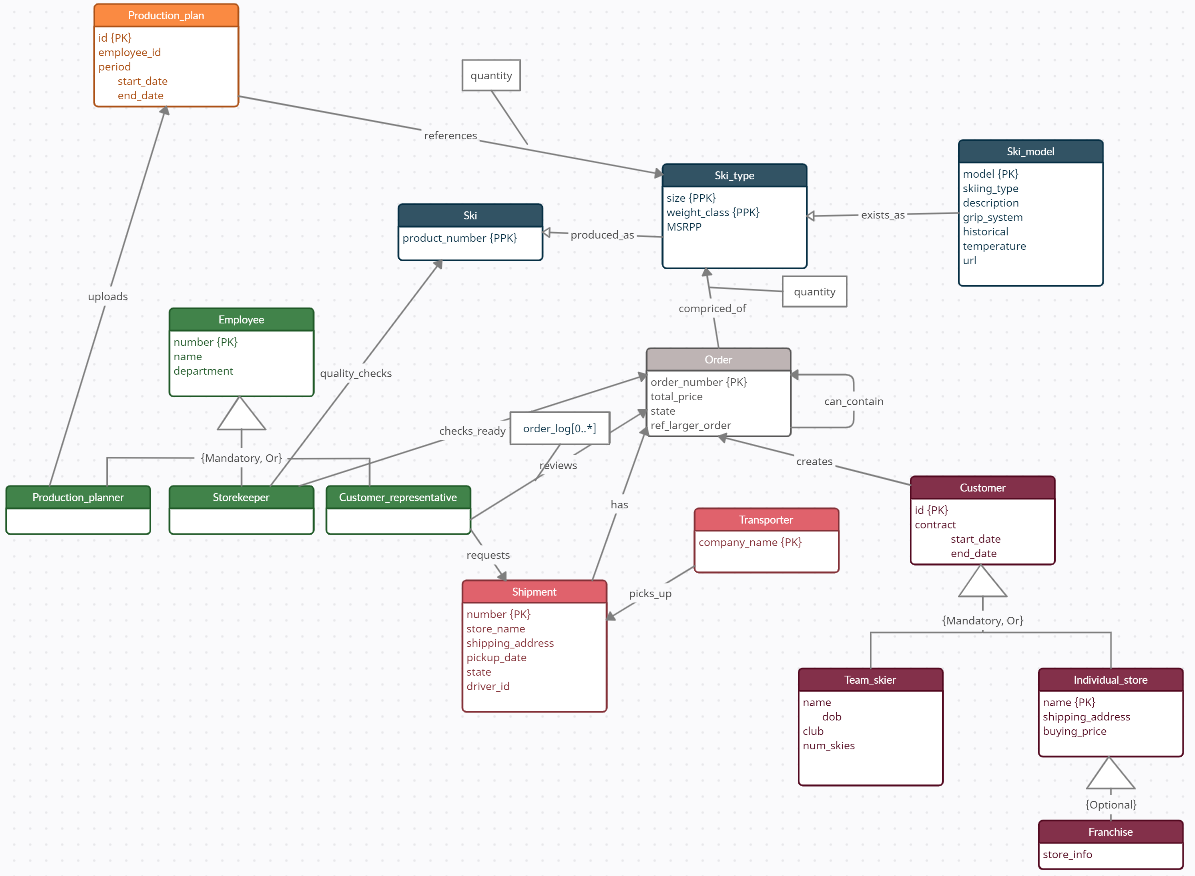 Production_plan
id {PK}
employee_id
period
start_date
end_date
quantity
references
Ski_model
model {PK}
skiing_type
description
grip_system
historical
temperature
url
Ski_type
size {PPK}
weight_class {PPK}
MSRPP
exists_as
Ski
product_number {PPK}
produced_as
uploads
quantity
compriced_of
Employee
number {PK}
name
department
quality_checks
Order
order_number {PK}
total_price
state
ref_larger_order
can_contain
checks_ready
order_log[0..*]
reviews
{Mandatory, Or}
creates
Production_planner
Storekeeper
Customer_representative
has
requests
Customer
id {PK}
contract
start_date
end_date
Transporter
company_name {PK}
picks_up
Shipment
number {PK}
store_name
shipping_address
pickup_date
state
driver_id
{Mandatory, Or}
Team_skier
name
dob
club
num_skies
Individual_store
name {PK}
shipping_address
buying_price
{Optional}
Franchise
store_info